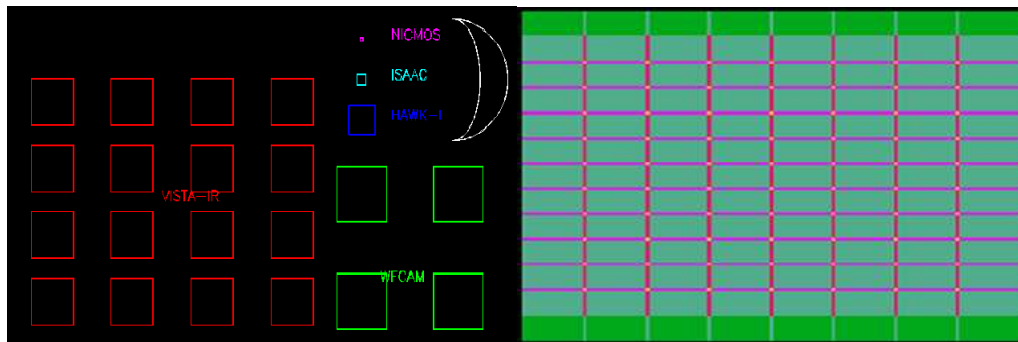 NICMOS
ISAAC
HAWK-I
VISTA-IR
WFCAM